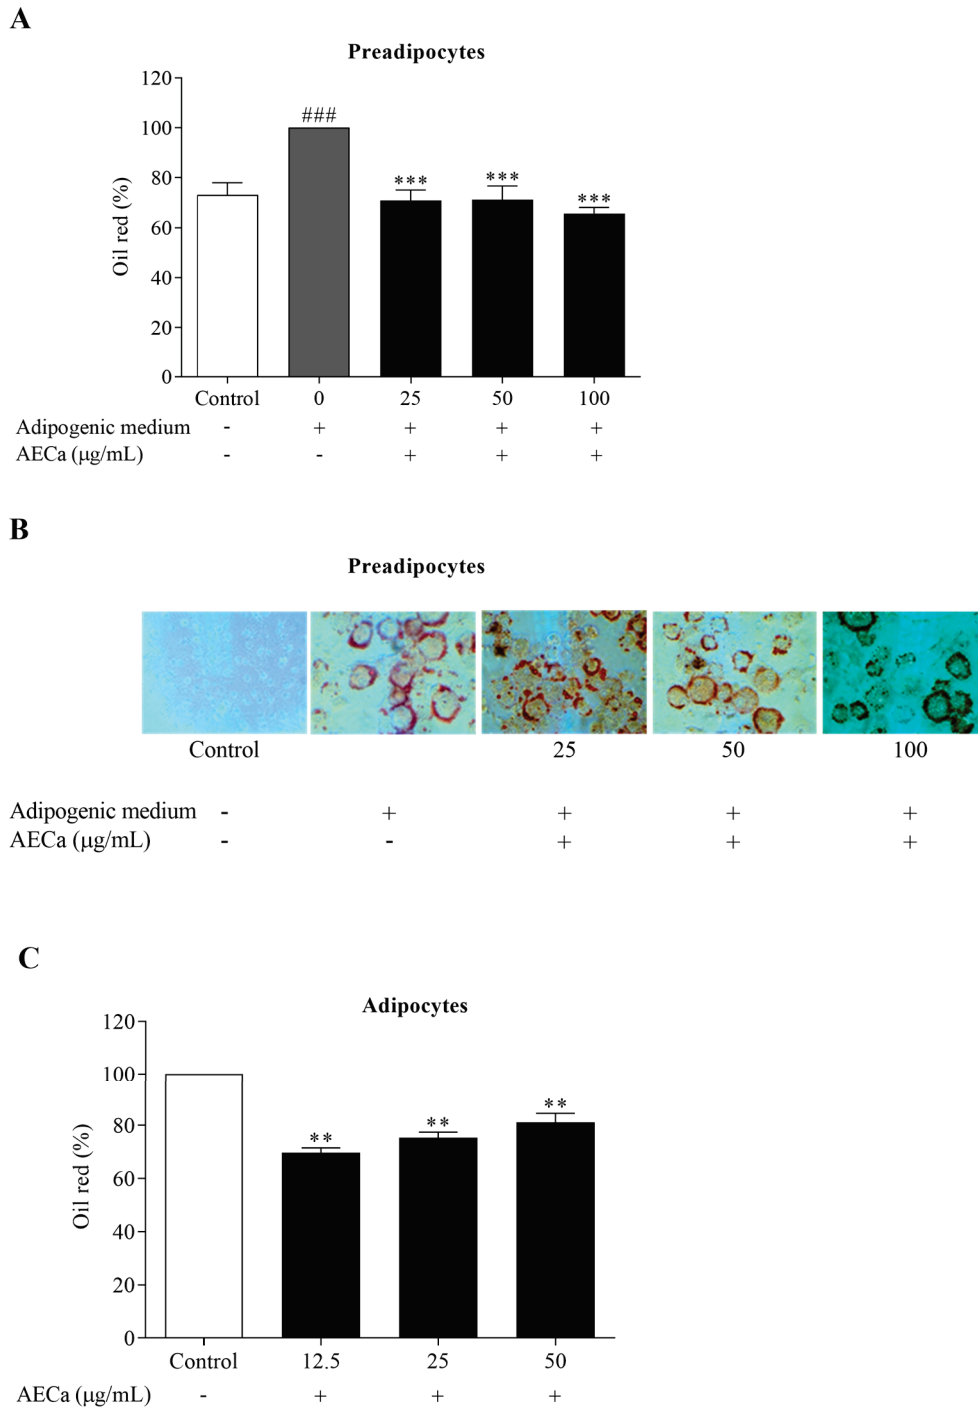 A
Preadipocytes
120
100
80
60
40
20
0
Oil red (%)
###
***
***
***
Control 0 25 50 100
Adipogenic medium - + + + +
AECa (μg/mL) - - + + +
B
Preadipocytes
Control 25 50 100
Adipogenic medium - + + + +
AECa (μg/mL) - - + + +
C
Adipocytes
120
100
80
60
40
20
0
Oil red (%)
**
**
**
Control 12.5 25 50
AECa (μg/mL) - + + +